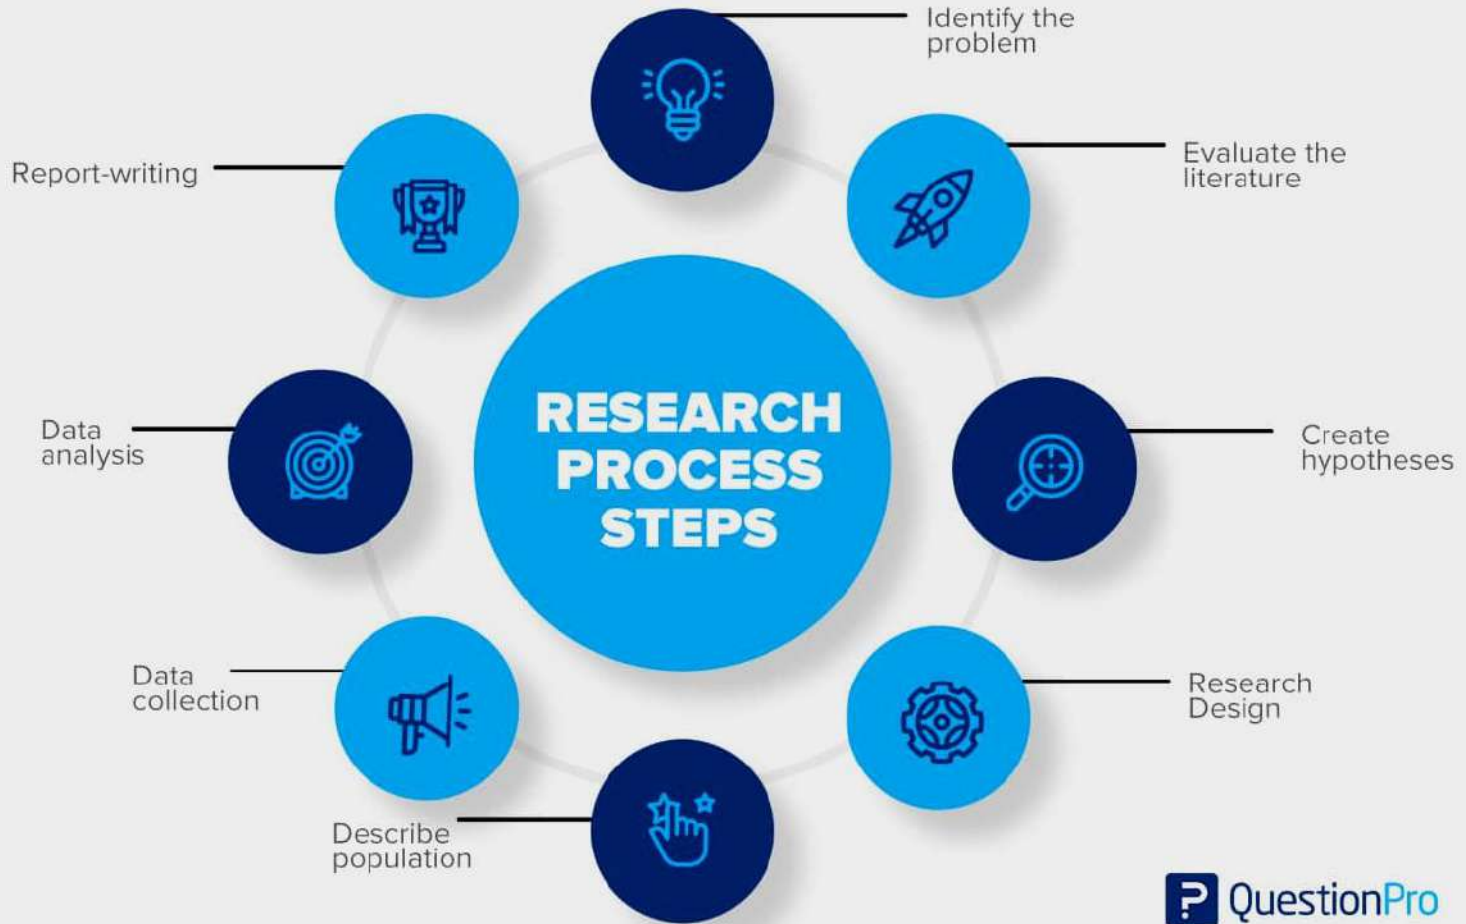 RESEARCH
PROCESS
STEPS
Identify the
problem
Evaluate the
literature
Create
hypotheses
Research
Design
Describe
population
Data
collection
Data
analysis
Report-writing
QuestionPro